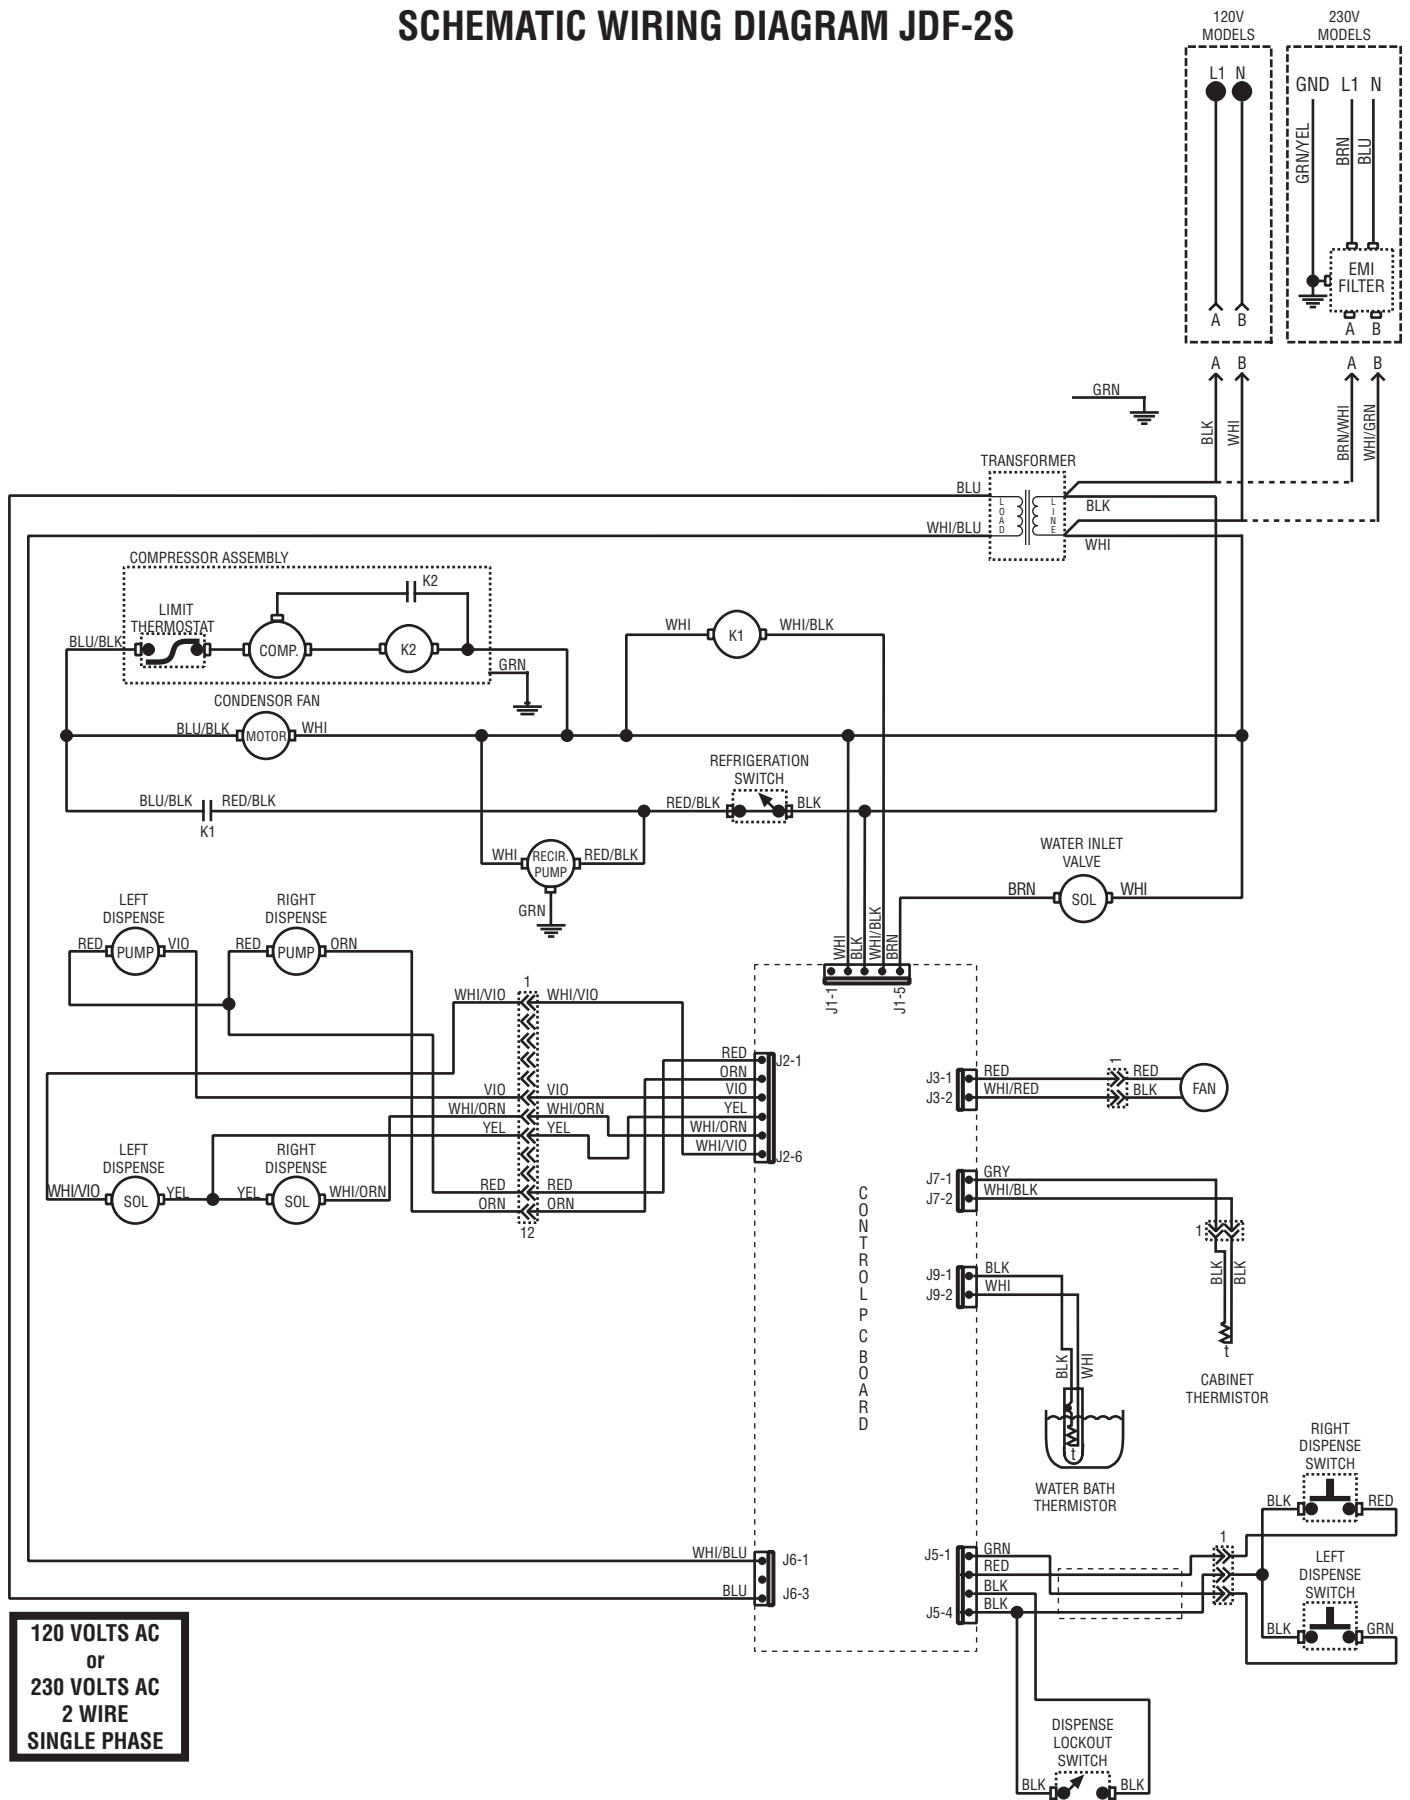 SCHEMATIC WIRING DIAGRAM JDF-2S
120V
MODELS
230V
MODELS
L1 N
GND L1 N
GRN/YEL
BRN
BLU
EMI
FILTER
A B
A B
A B
A B
GRN
BLK
WHI
BRN/WHI
WHI/GRN
TRANSFORMER
BLU
LOAD
LINE
BLK
WHI/BLU
WHI
COMPRESSOR ASSEMBLY
K2
LIMIT
THERMOSTAT
BLU/BLK
COMP.
K2
GRN
WHI
K1
WHI/BLK
CONDENSOR FAN
BLU/BLK
MOTOR
WHI
REFRIGERATION
SWITCH
BLU/BLK
RED/BLK
K1
RED/BLK
BLK
WHI
RECIR.
PUMP
RED/BLK
GRN
WATER INLET
VALVE
BRN
SOL
WHI
LEFT
DISPENSE
RED
PUMP
VIO
RIGHT
DISPENSE
RED
PUMP
ORN
WHI
BLK
WHI/BLK
BRN
J1-1
J1-5
1
WHI/VIO
WHI/VIO
VIO
VIO
WHI/ORN
WHI/ORN
YEL
YEL
RED
RED
ORN
ORN
12
RED
ORN
VIO
YEL
WHI/ORN
WHI/VIO
J2-1
J2-6
LEFT
DISPENSE
WHI/VIO
SOL
YEL
RIGHT
DISPENSE
YEL
SOL
WHI/ORN
CONTROL PC BOARD
J3-1
J3-2
RED
WHI/RED
1
RED
BLK
FAN
J7-1
J7-2
GRY
WHI/BLK
1
BLK
BLK
t
CABINET
THERMISTOR
J9-1
J9-2
BLK
WHI
BLK
WHI
t
WATER BATH
THERMISTOR
RIGHT
DISPENSE
SWITCH
BLK
RED
LEFT
DISPENSE
SWITCH
BLK
GRN
1
J5-1
GRN
RED
BLK
J5-4
BLK
WHI/BLU
J6-1
BLU
J6-3
DISPENSE
LOCKOUT
SWITCH
BLK
BLK
120 VOLTS AC
or
230 VOLTS AC
2 WIRE
SINGLE PHASE